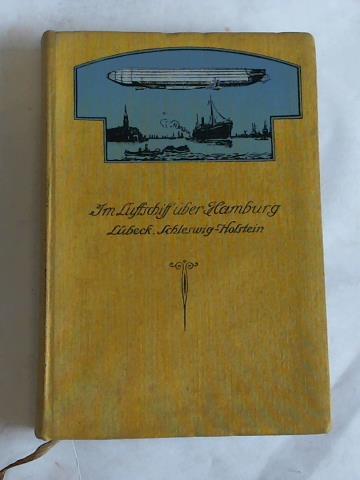 Im Luftschiff über Hamburg
Lübeck. Schleswig-Holstein